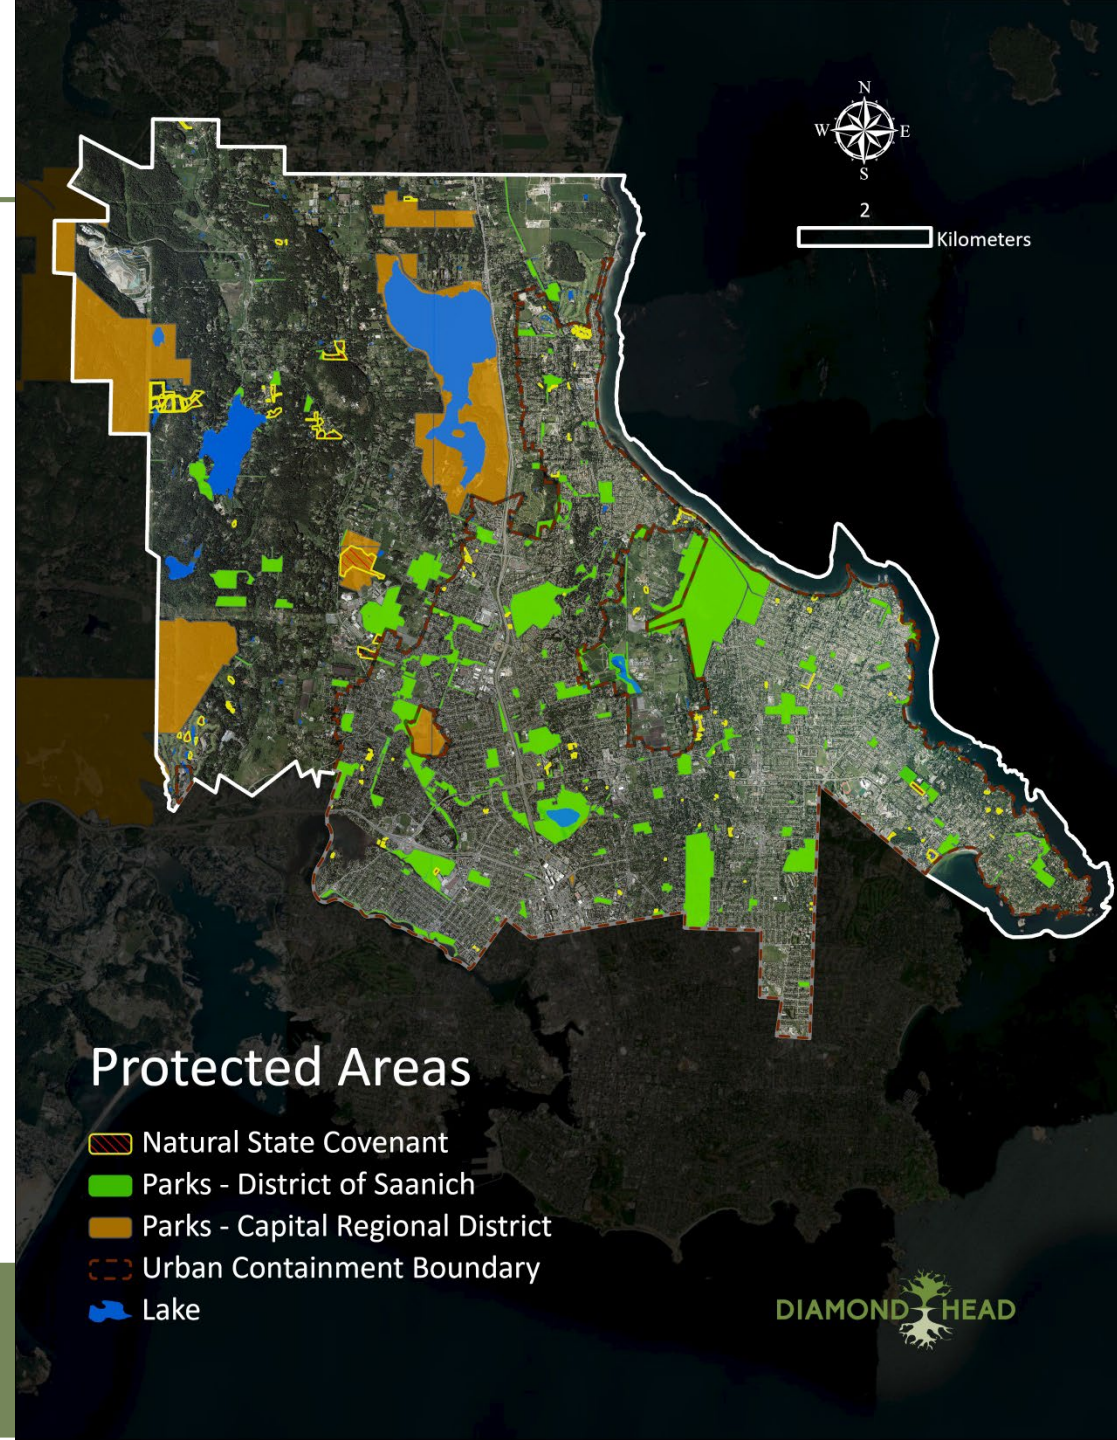 N
W E
S
2
Kilometers
Protected Areas
Natural State Covenant
Parks - District of Saanich
Parks - Capital Regional District
Urban Containment Boundary
Lake
DIAMOND HEAD